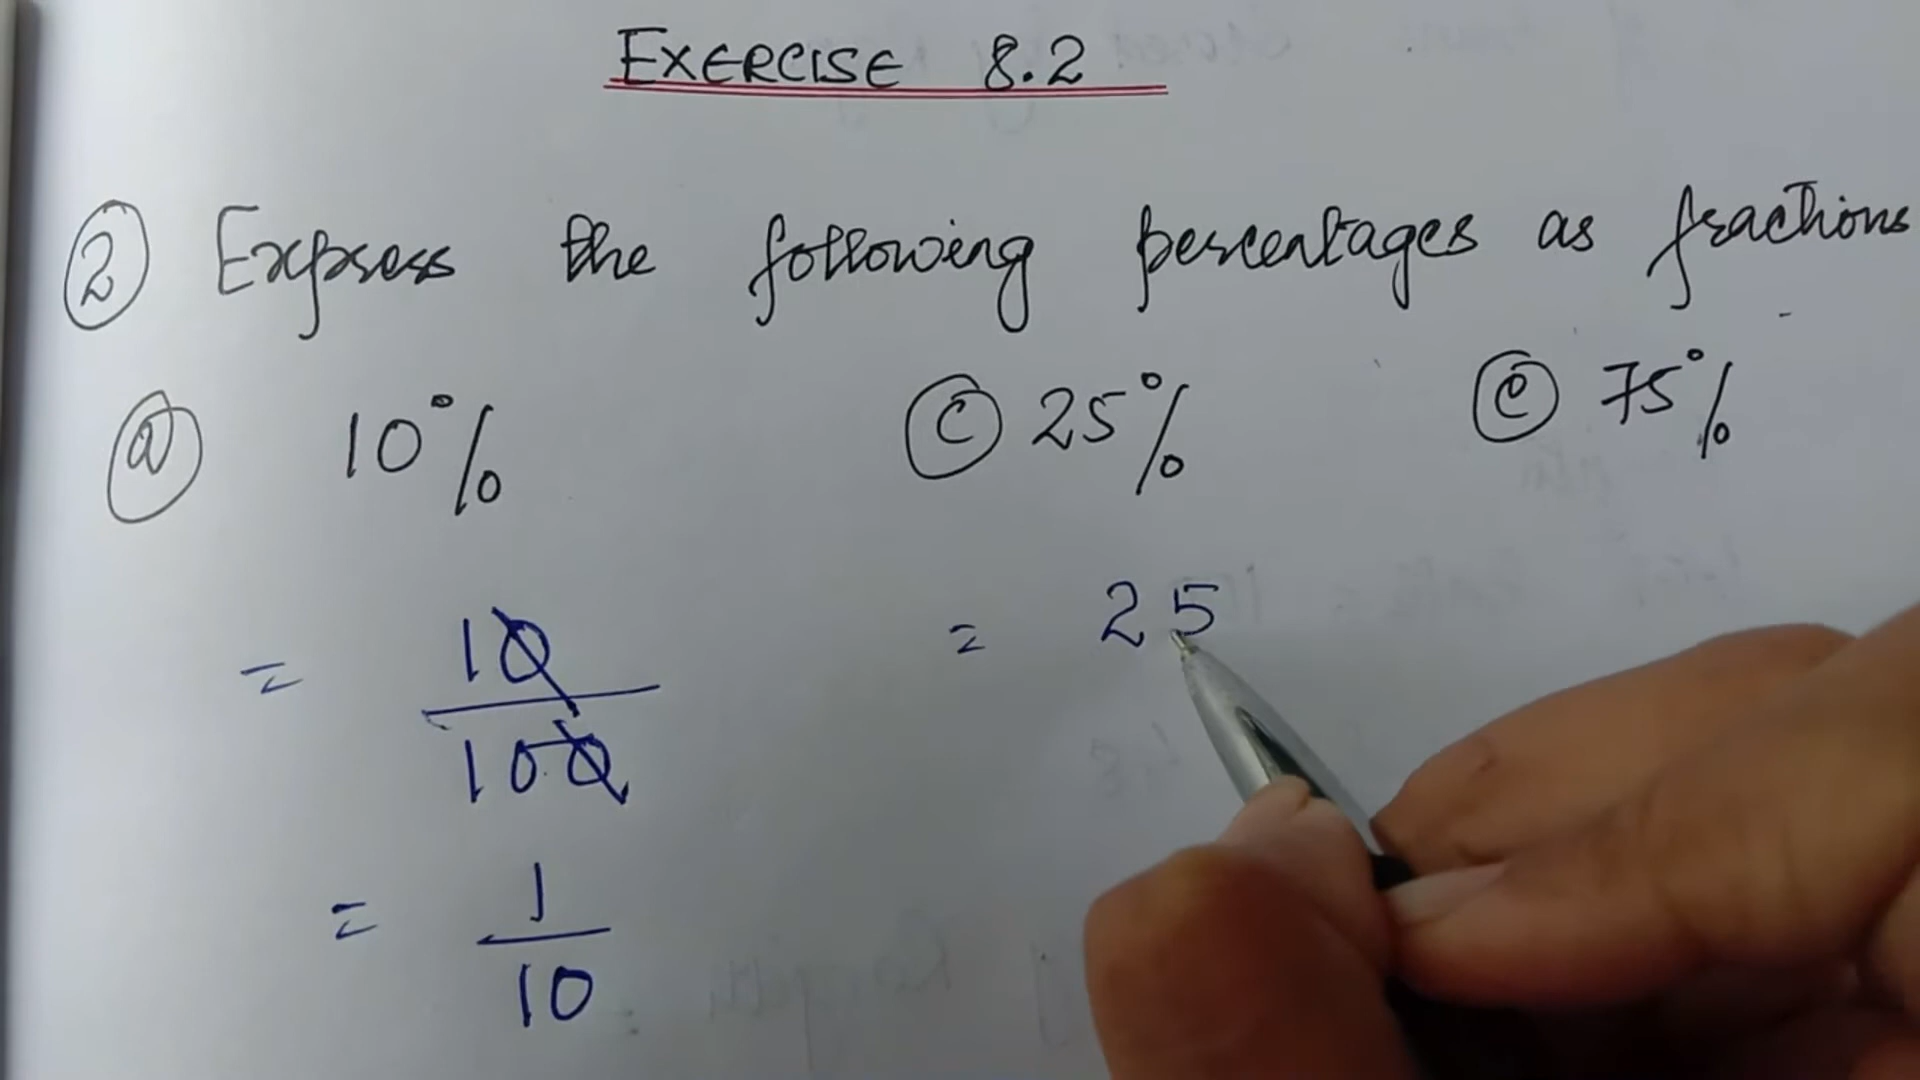 EXERCISE 8.2
② Express the following percentages as fractions
ⓐ 10% ⓒ 25% ⓔ 75%
= 10/100 = 25
= 1/10